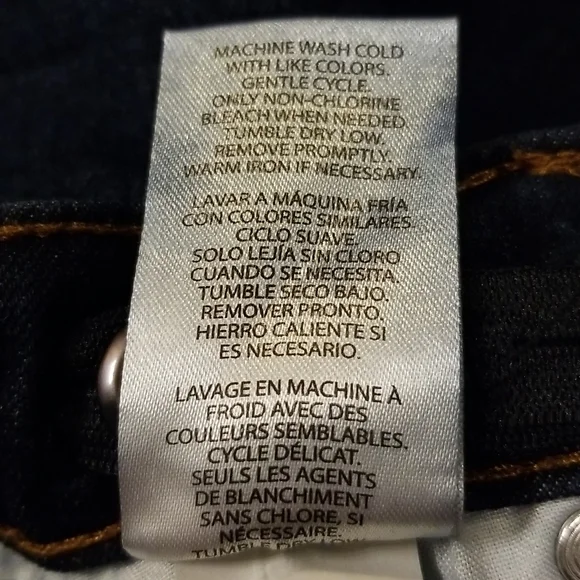 MACHINE WASH COLD
WITH LIKE COLORS.
GENTLE CYCLE.
ONLY NON-CHLORINE
BLEACH WHEN NEEDED.
TUMBLE DRY LOW.
REMOVE PROMPTLY.
WARM IRON IF NECESSARY.
LAVAR A MÁQUINA FRÍA
CON COLORES SIMILARES.
CICLO SUAVE.
SOLO LEJÍA SIN CLORO
CUANDO SE NECESITA.
TUMBLE SECO BAJO.
REMOVER PRONTO.
HIERRO CALIENTE SI
ES NECESARIO.
LAVAGE EN MACHINE À
FROID AVEC DES
COULEURS SEMBLABLES.
CYCLE DÉLICAT.
SEULS LES AGENTS
DE BLANCHIMENT
SANS CHLORE, SI
NÉCESSAIRE.
TUMBLE DRY LOW